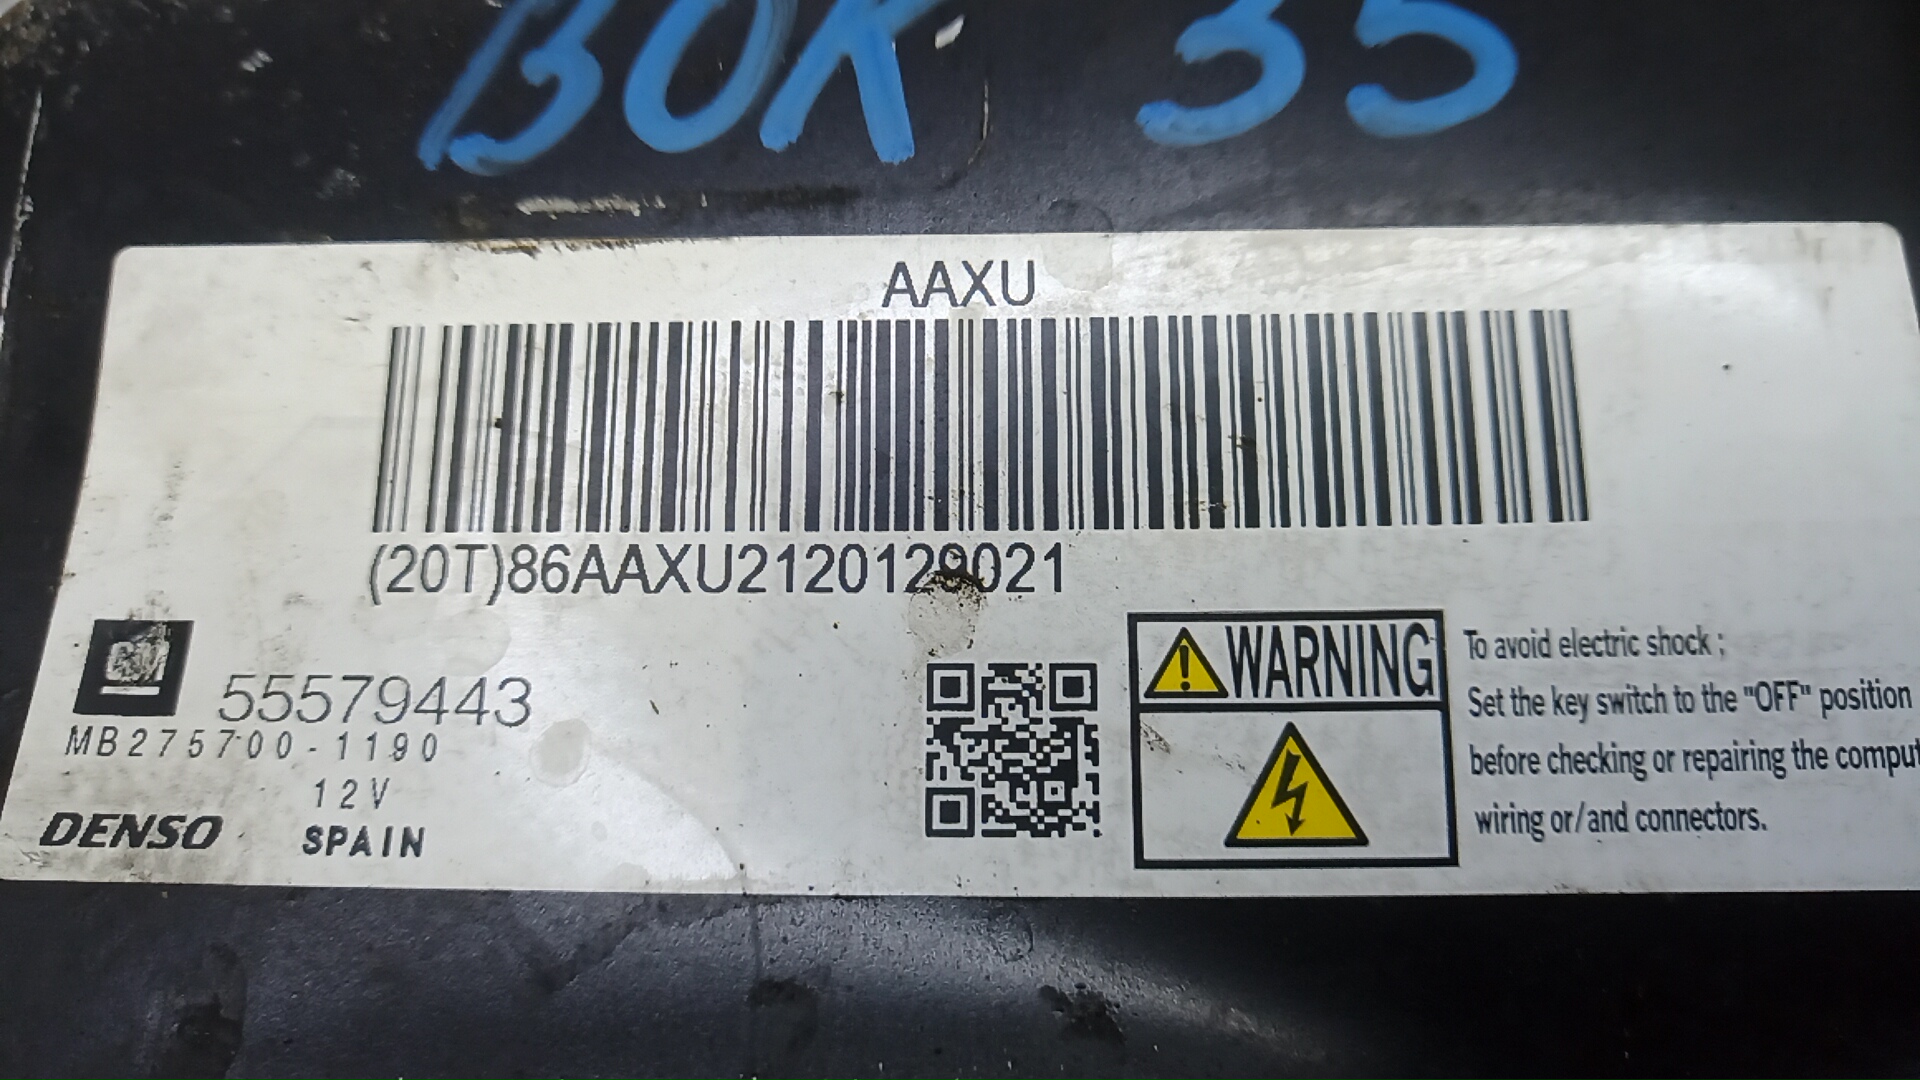 BOK 35
AAXU
(20T)86AAXU2120129021
GM
55579443
MB275700-1190
12V
DENSO SPAIN
WARNING
To avoid electric shock ;
Set the key switch to the "OFF" position
before checking or repairing the comput
wiring or/and connectors.